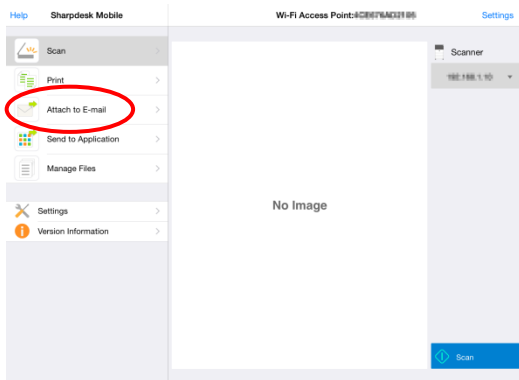 Help Sharpdesk Mobile Wi-Fi Access Point: Settings
Scan
Print
Attach to E-mail
Send to Application
Manage Files
Settings
Version Information
No Image
Scanner
Scan